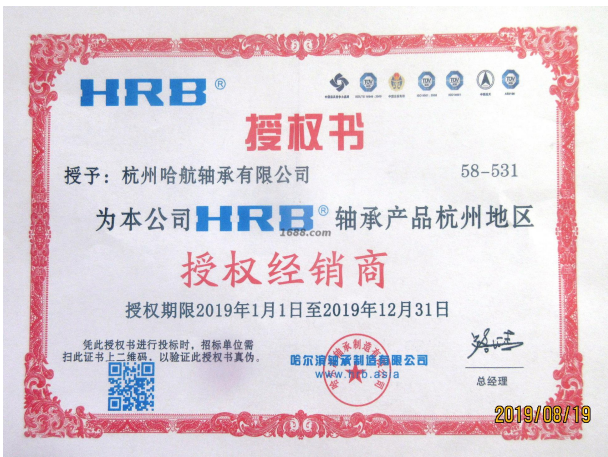 HRB®
授权书
授予：杭州哈航轴承有限公司 58-531
为本公司HRB®轴承产品杭州地区
1688.com
授权经销商
授权期限2019年1月1日至2019年12月31日
凭此授权书进行投标时，招标单位需
扫此证书上二维码，以验证此授权书真伪。
哈尔滨轴承制造有限公司
www.hrb.asia
总经理
2019/08/19